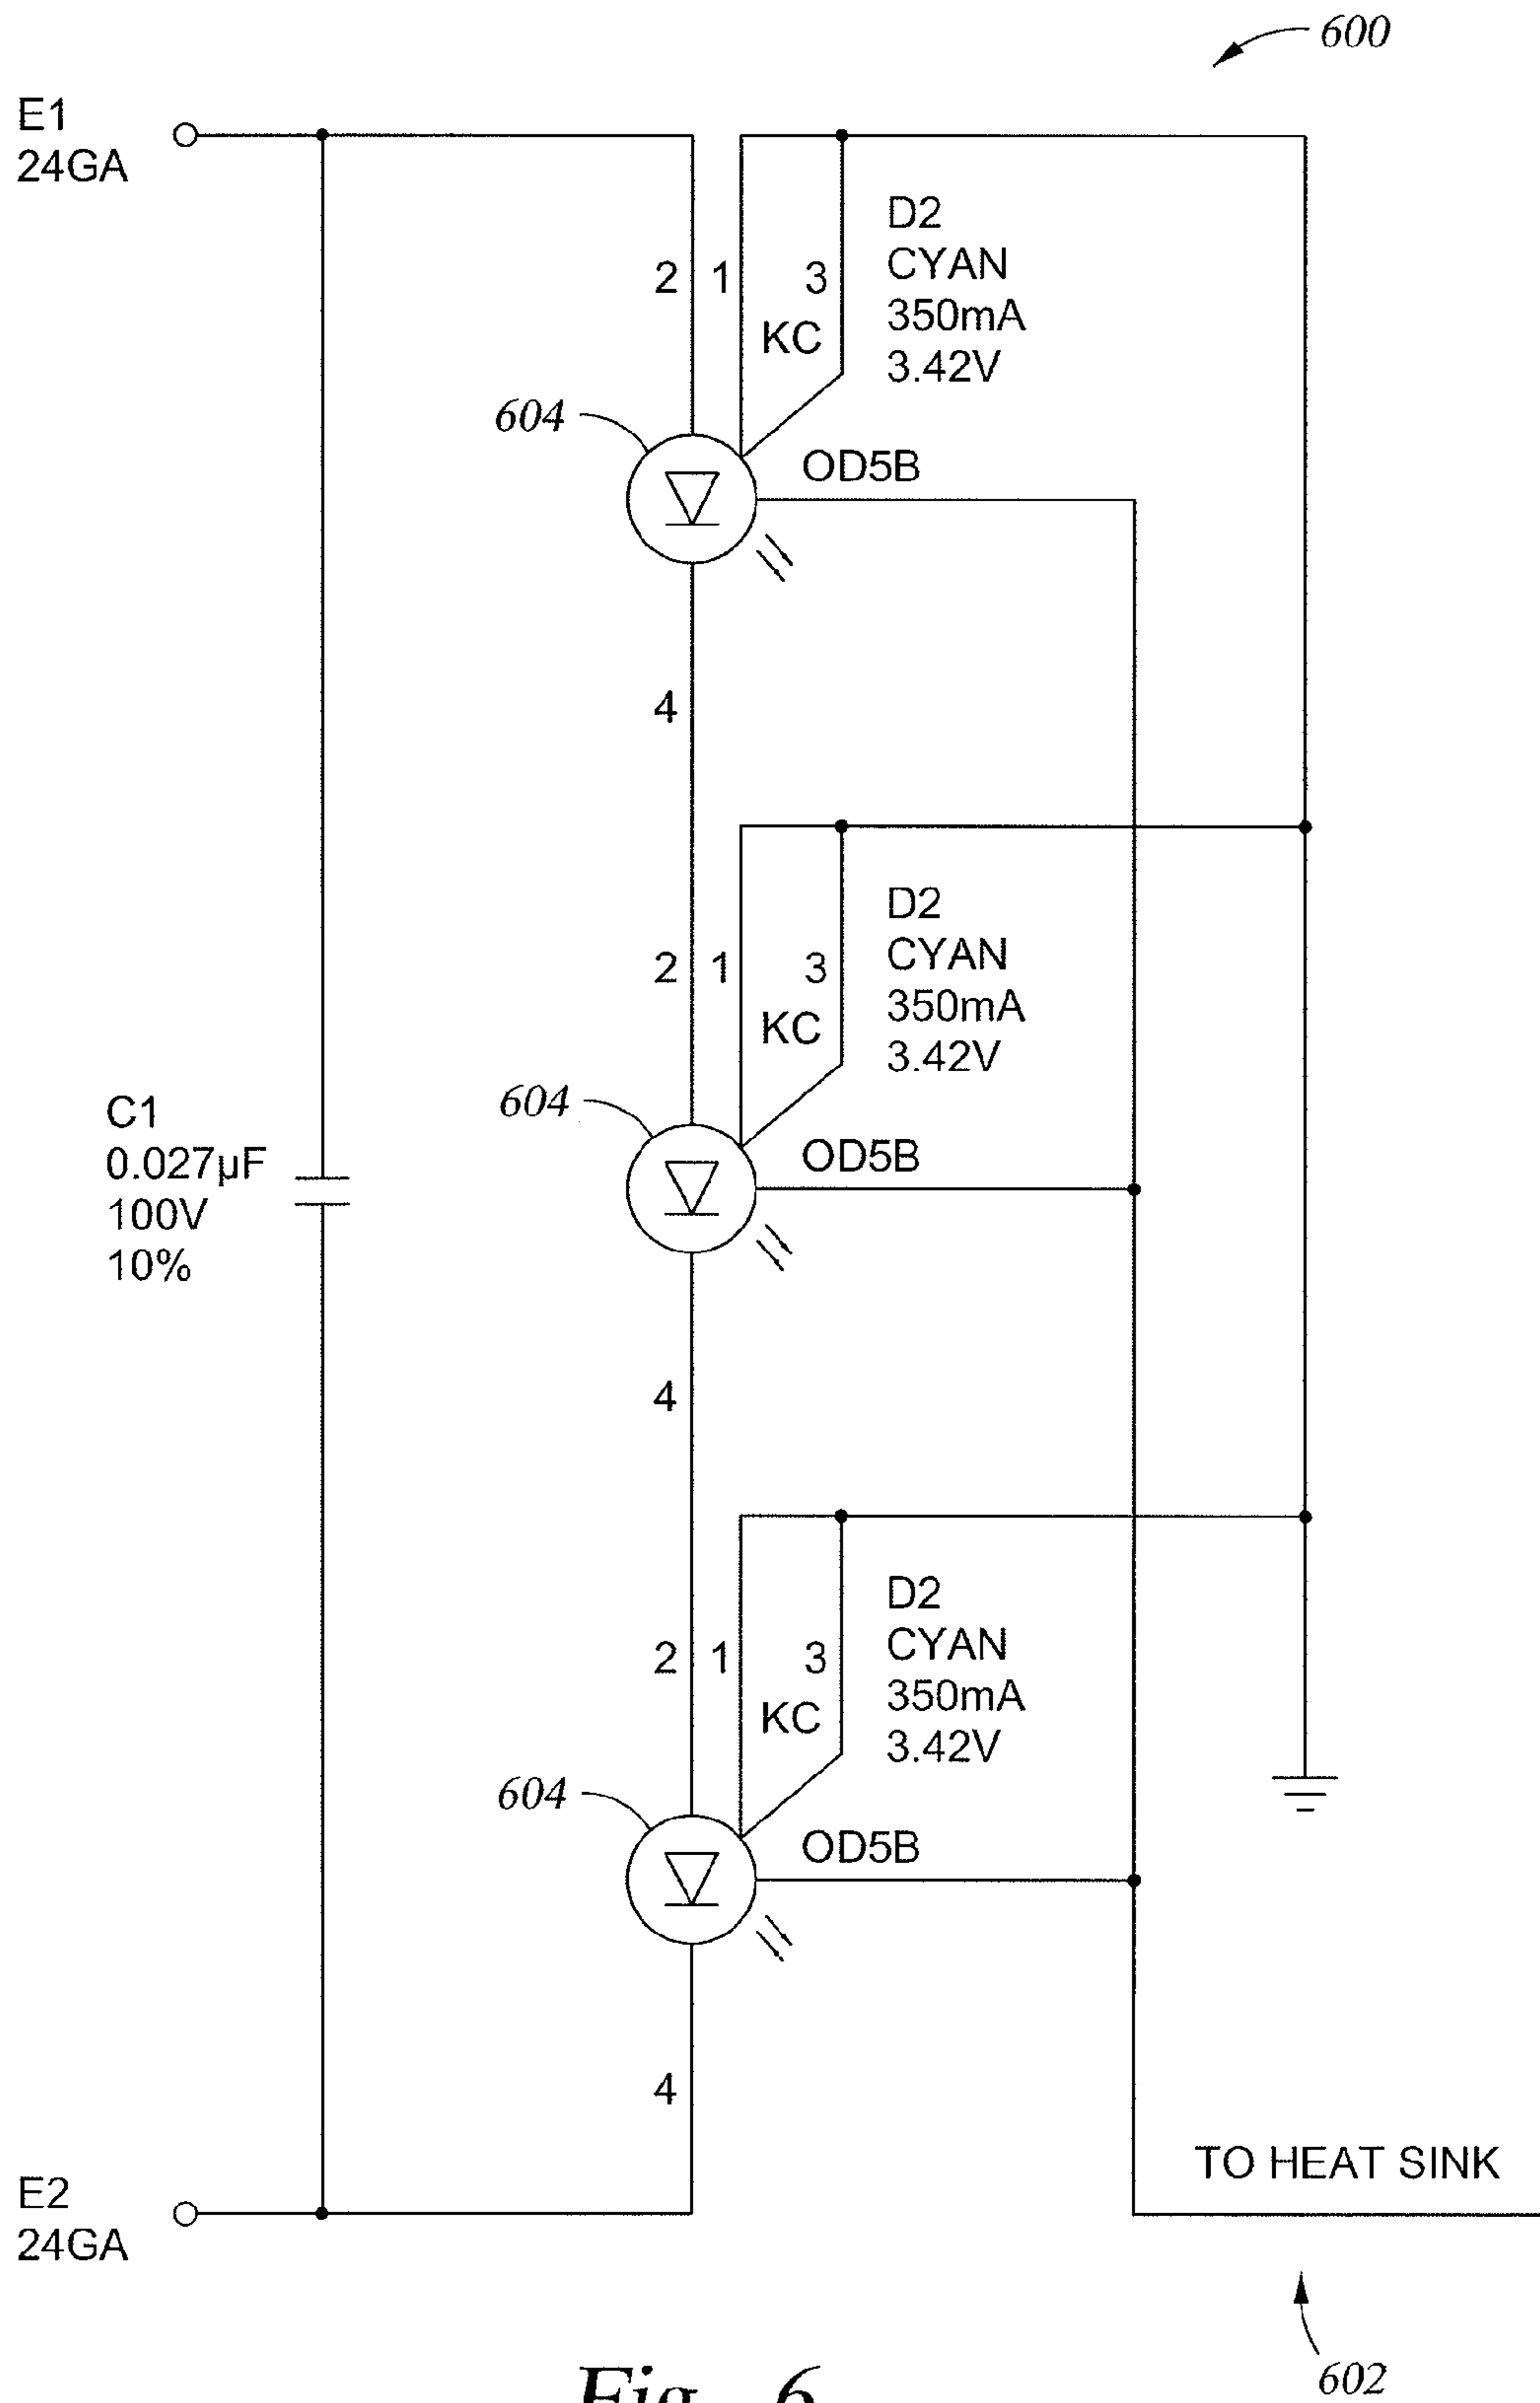 600
E1
24GA
2 1 3
KC
D2
CYAN
350mA
3.42V
604
OD5B
4
2 1 3
KC
D2
CYAN
350mA
3.42V
604
OD5B
C1
0.027µF
100V
10%
4
2 1 3
KC
D2
CYAN
350mA
3.42V
604
OD5B
4
TO HEAT SINK
E2
24GA
602
Fig. 6